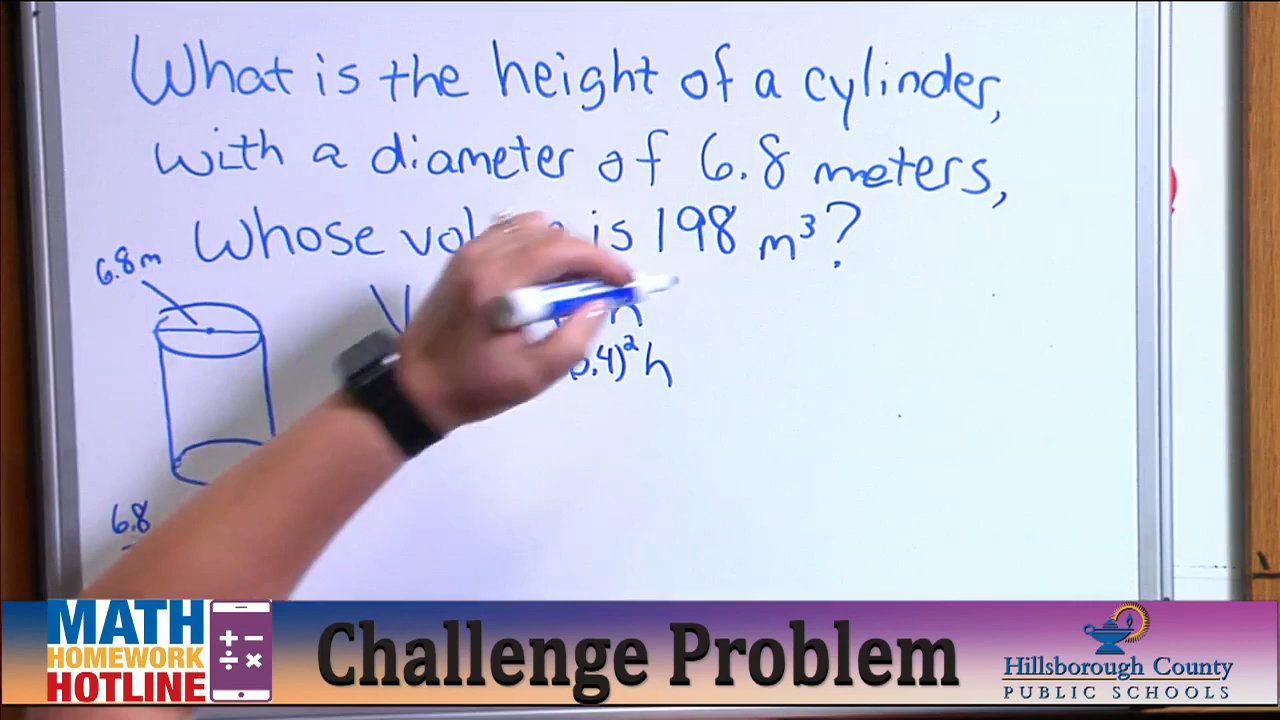 What is the height of a cylinder,
with a diameter of 6.8 meters,
Whose is 198 m³?
6.8m
V h
.4)² h
6.8
MATH
HOMEWORK
HOTLINE
+ −
÷ ×
Challenge Problem
Hillsborough County
PUBLIC SCHOOLS